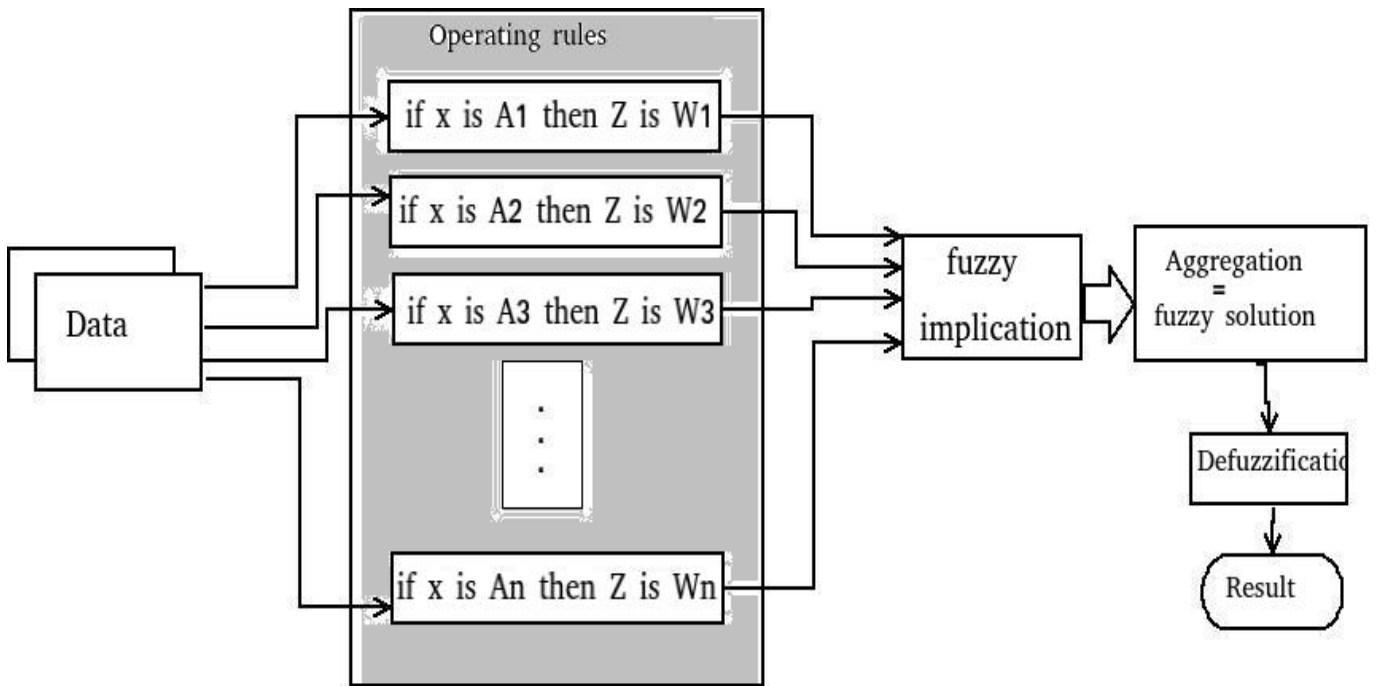 Operating rules
if x is A1 then Z is W1
if x is A2 then Z is W2
if x is A3 then Z is W3
.
.
.
if x is An then Z is Wn
Data
fuzzy
implication
Aggregation
=
fuzzy solution
Defuzzificatio
Result